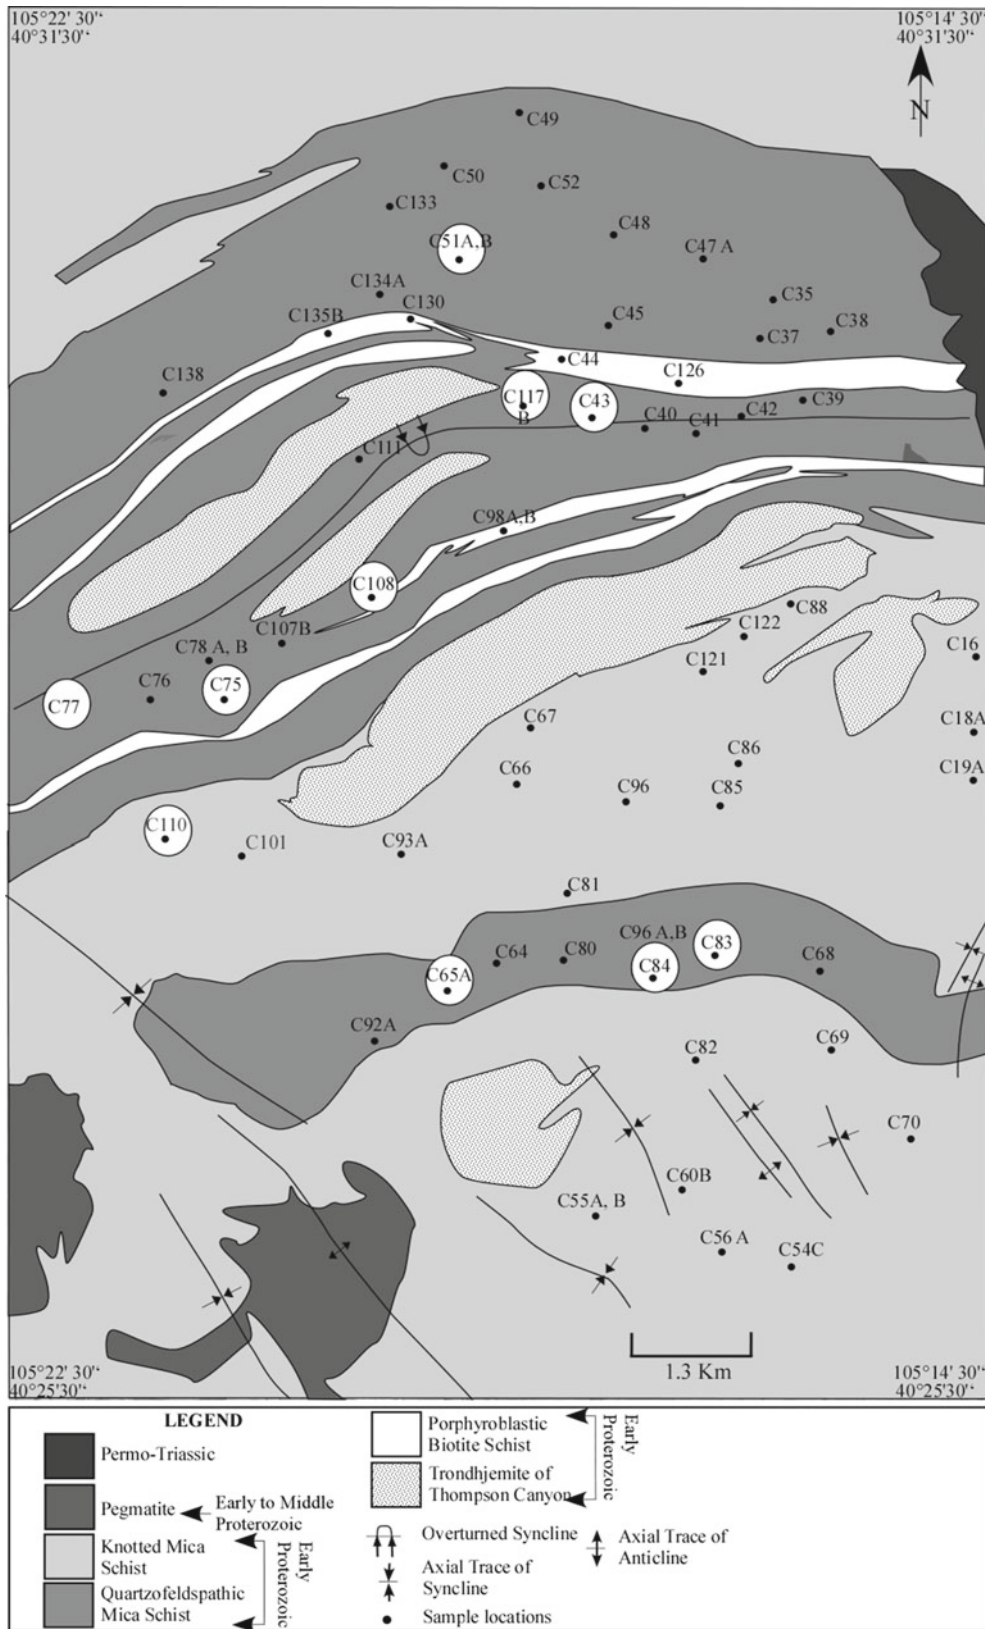 105°22' 30'' 105°14' 30''
40°31'30'' 40°31'30''
N
C49
C50
C52
C133
C48
C51A,B
C47 A
C134A
C35
C130
C135B
C45
C38
C37
C44
C126
C138
C117
B
C43
C39
C42
C40
C41
C111
C98A,B
C108
C88
C107B
C122
C16
C78 A, B
C121
C76
C75
C77
C67
C18A
C86
C66
C19A
C96
C85
C110
C101
C93A
C81
C96 A,B
C83
C64
C80
C68
C65A
C84
C92A
C82
C69
C70
C60B
C55A, B
C56 A
C54C
1.3 Km
105°22' 30'' 105°14' 30''
40°25'30'' 40°25'30''
LEGEND
Permo-Triassic
Pegmatite
Early to Middle
Proterozoic
Knotted Mica
Schist
Quartzofeldspathic
Mica Schist
Early
Proterozoic
Porphyroblastic
Biotite Schist
Trondhjemite of
Thompson Canyon
Early
Proterozoic
Overturned Syncline
Axial Trace of
Syncline
Sample locations
Axial Trace of
Anticline